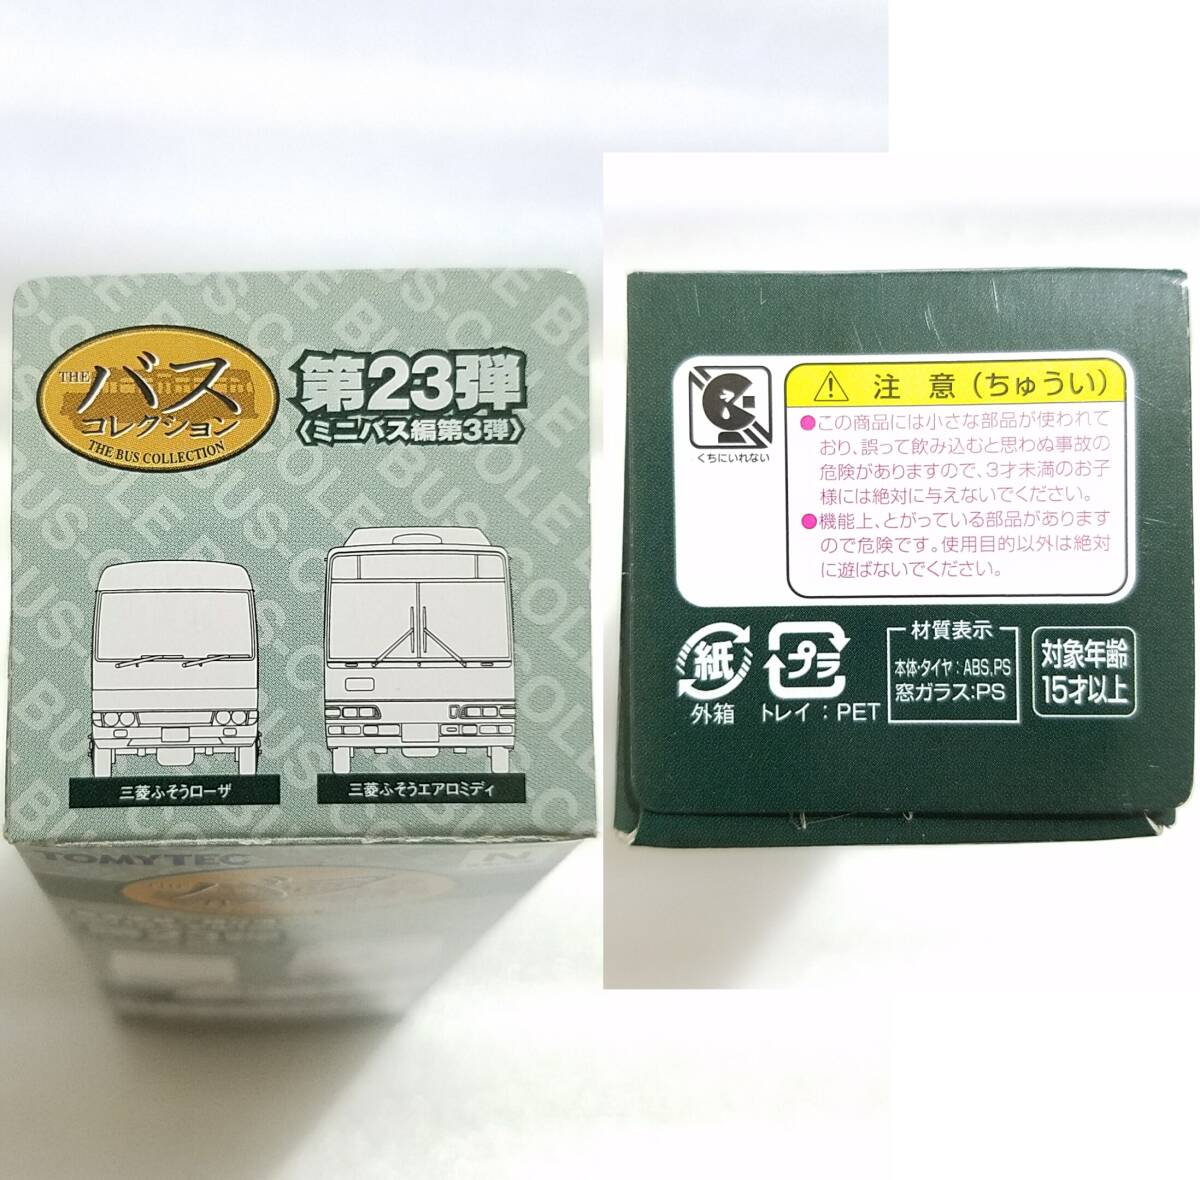 THE
バス
コレクション
THE BUS COLLECTION
第23弾
〈ミニバス編第3弾〉
三菱ふそうローザ
三菱ふそうエアロミディ
TOMYTEC
N
くちにいれない
⚠ 注意(ちゅうい)
●この商品には小さな部品が使われて
おり、誤って飲み込むと思わぬ事故の
危険がありますので、3才未満のお子
様には絶対に与えないでください。
●機能上、とがっている部品があります
ので危険です。使用目的以外は絶対
に遊ばないでください。
紙
外箱
プラ
トレイ：PET
材質表示
本体・タイヤ：ABS,PS
窓ガラス：PS
対象年齢
15才以上